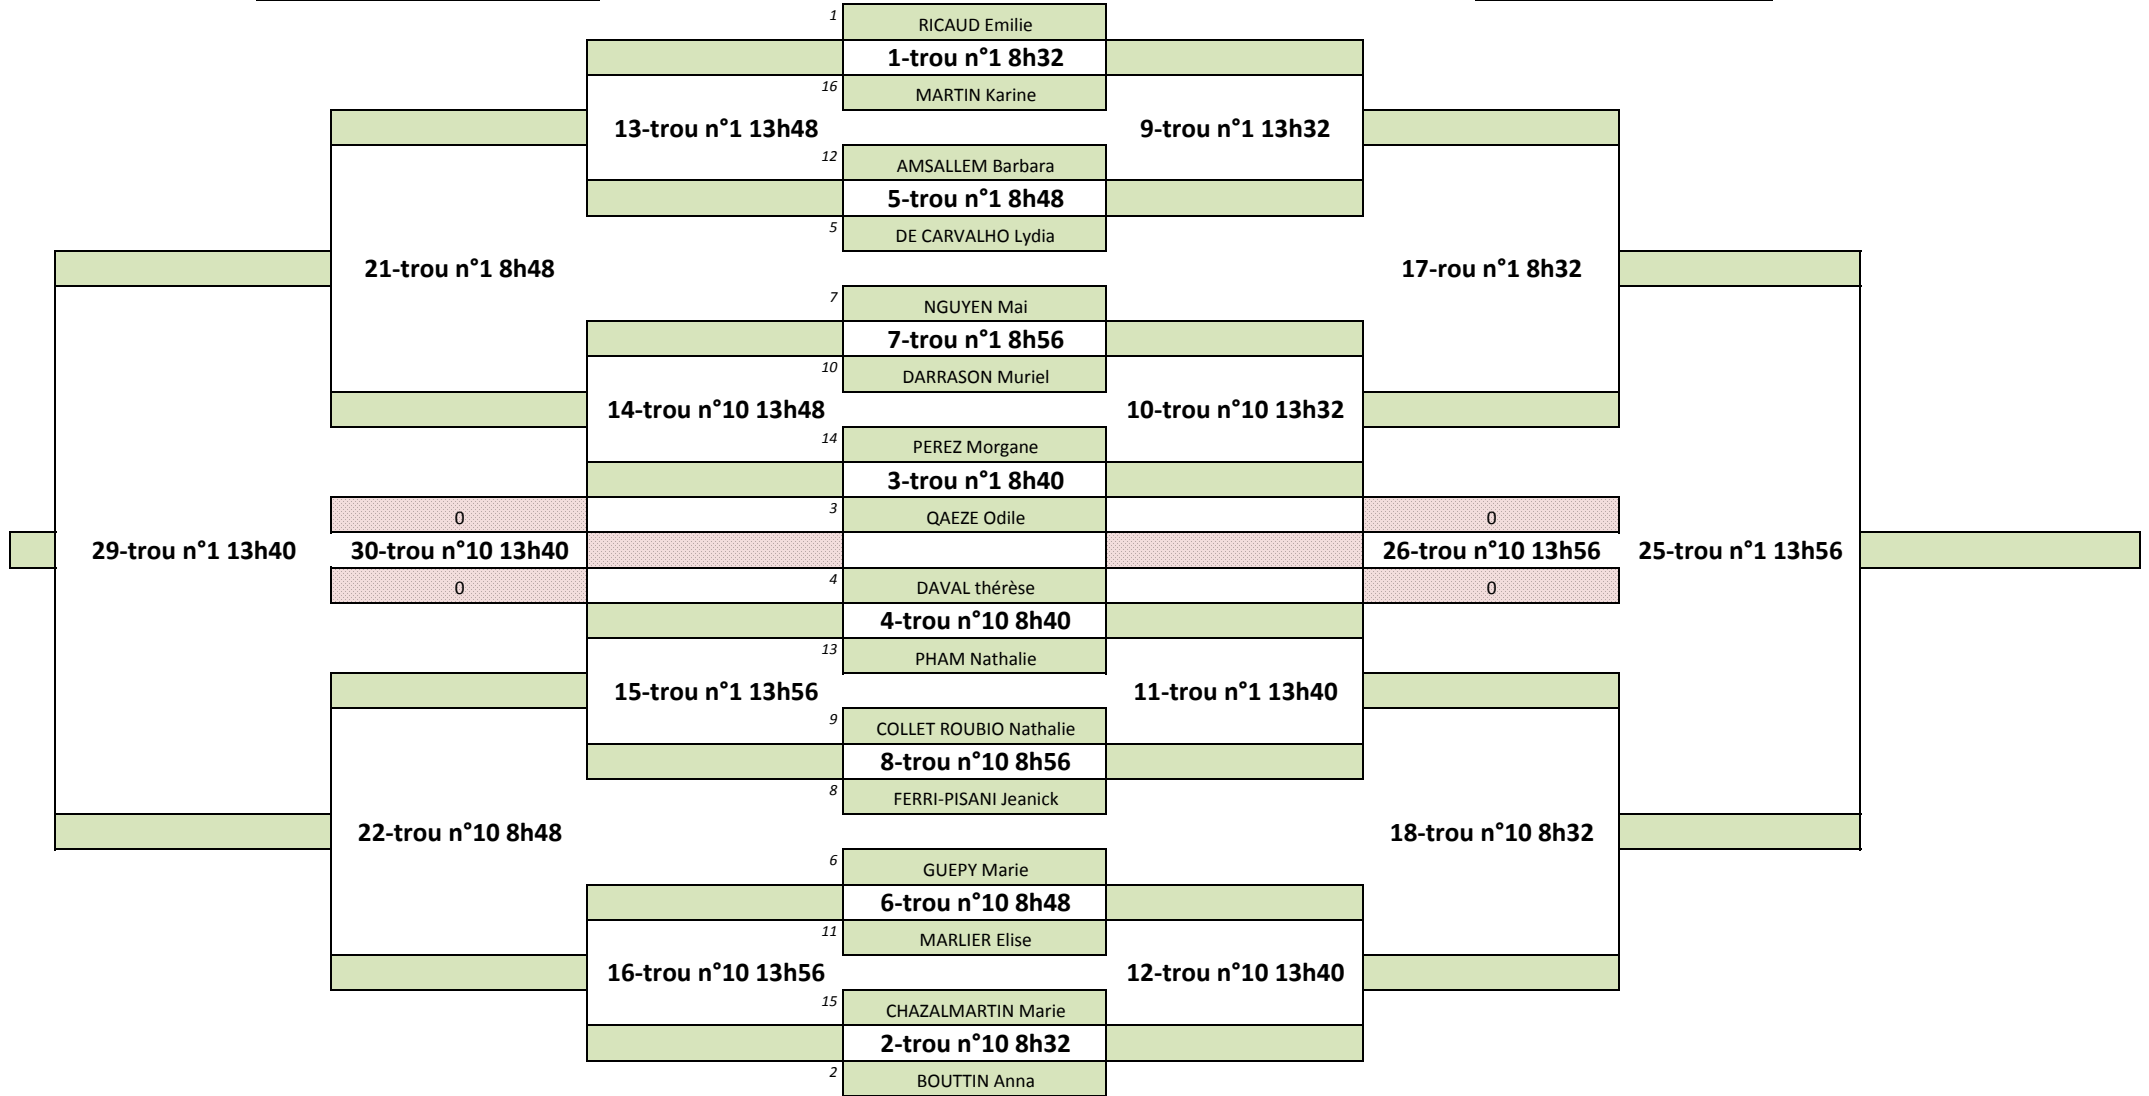 1
RICAUD Emilie
1-trou n°1 8h32
16
MARTIN Karine
13-trou n°1 13h48
9-trou n°1 13h32
12
AMSALLEM Barbara
5-trou n°1 8h48
5
DE CARVALHO Lydia
21-trou n°1 8h48
17-rou n°1 8h32
7
NGUYEN Mai
7-trou n°1 8h56
10
DARRASON Muriel
14-trou n°10 13h48
10-trou n°10 13h32
14
PEREZ Morgane
3-trou n°1 8h40
0
3
QAEZE Odile
0
29-trou n°1 13h40
30-trou n°10 13h40
26-trou n°10 13h56
25-trou n°1 13h56
0
4
DAVAL thérèse
0
4-trou n°10 8h40
13
PHAM Nathalie
15-trou n°1 13h56
11-trou n°1 13h40
9
COLLET ROUBIO Nathalie
8-trou n°10 8h56
8
FERRI-PISANI Jeanick
22-trou n°10 8h48
18-trou n°10 8h32
6
GUEPY Marie
6-trou n°10 8h48
11
MARLIER Elise
16-trou n°10 13h56
12-trou n°10 13h40
15
CHAZALMARTIN Marie
2-trou n°10 8h32
2
BOUTTIN Anna